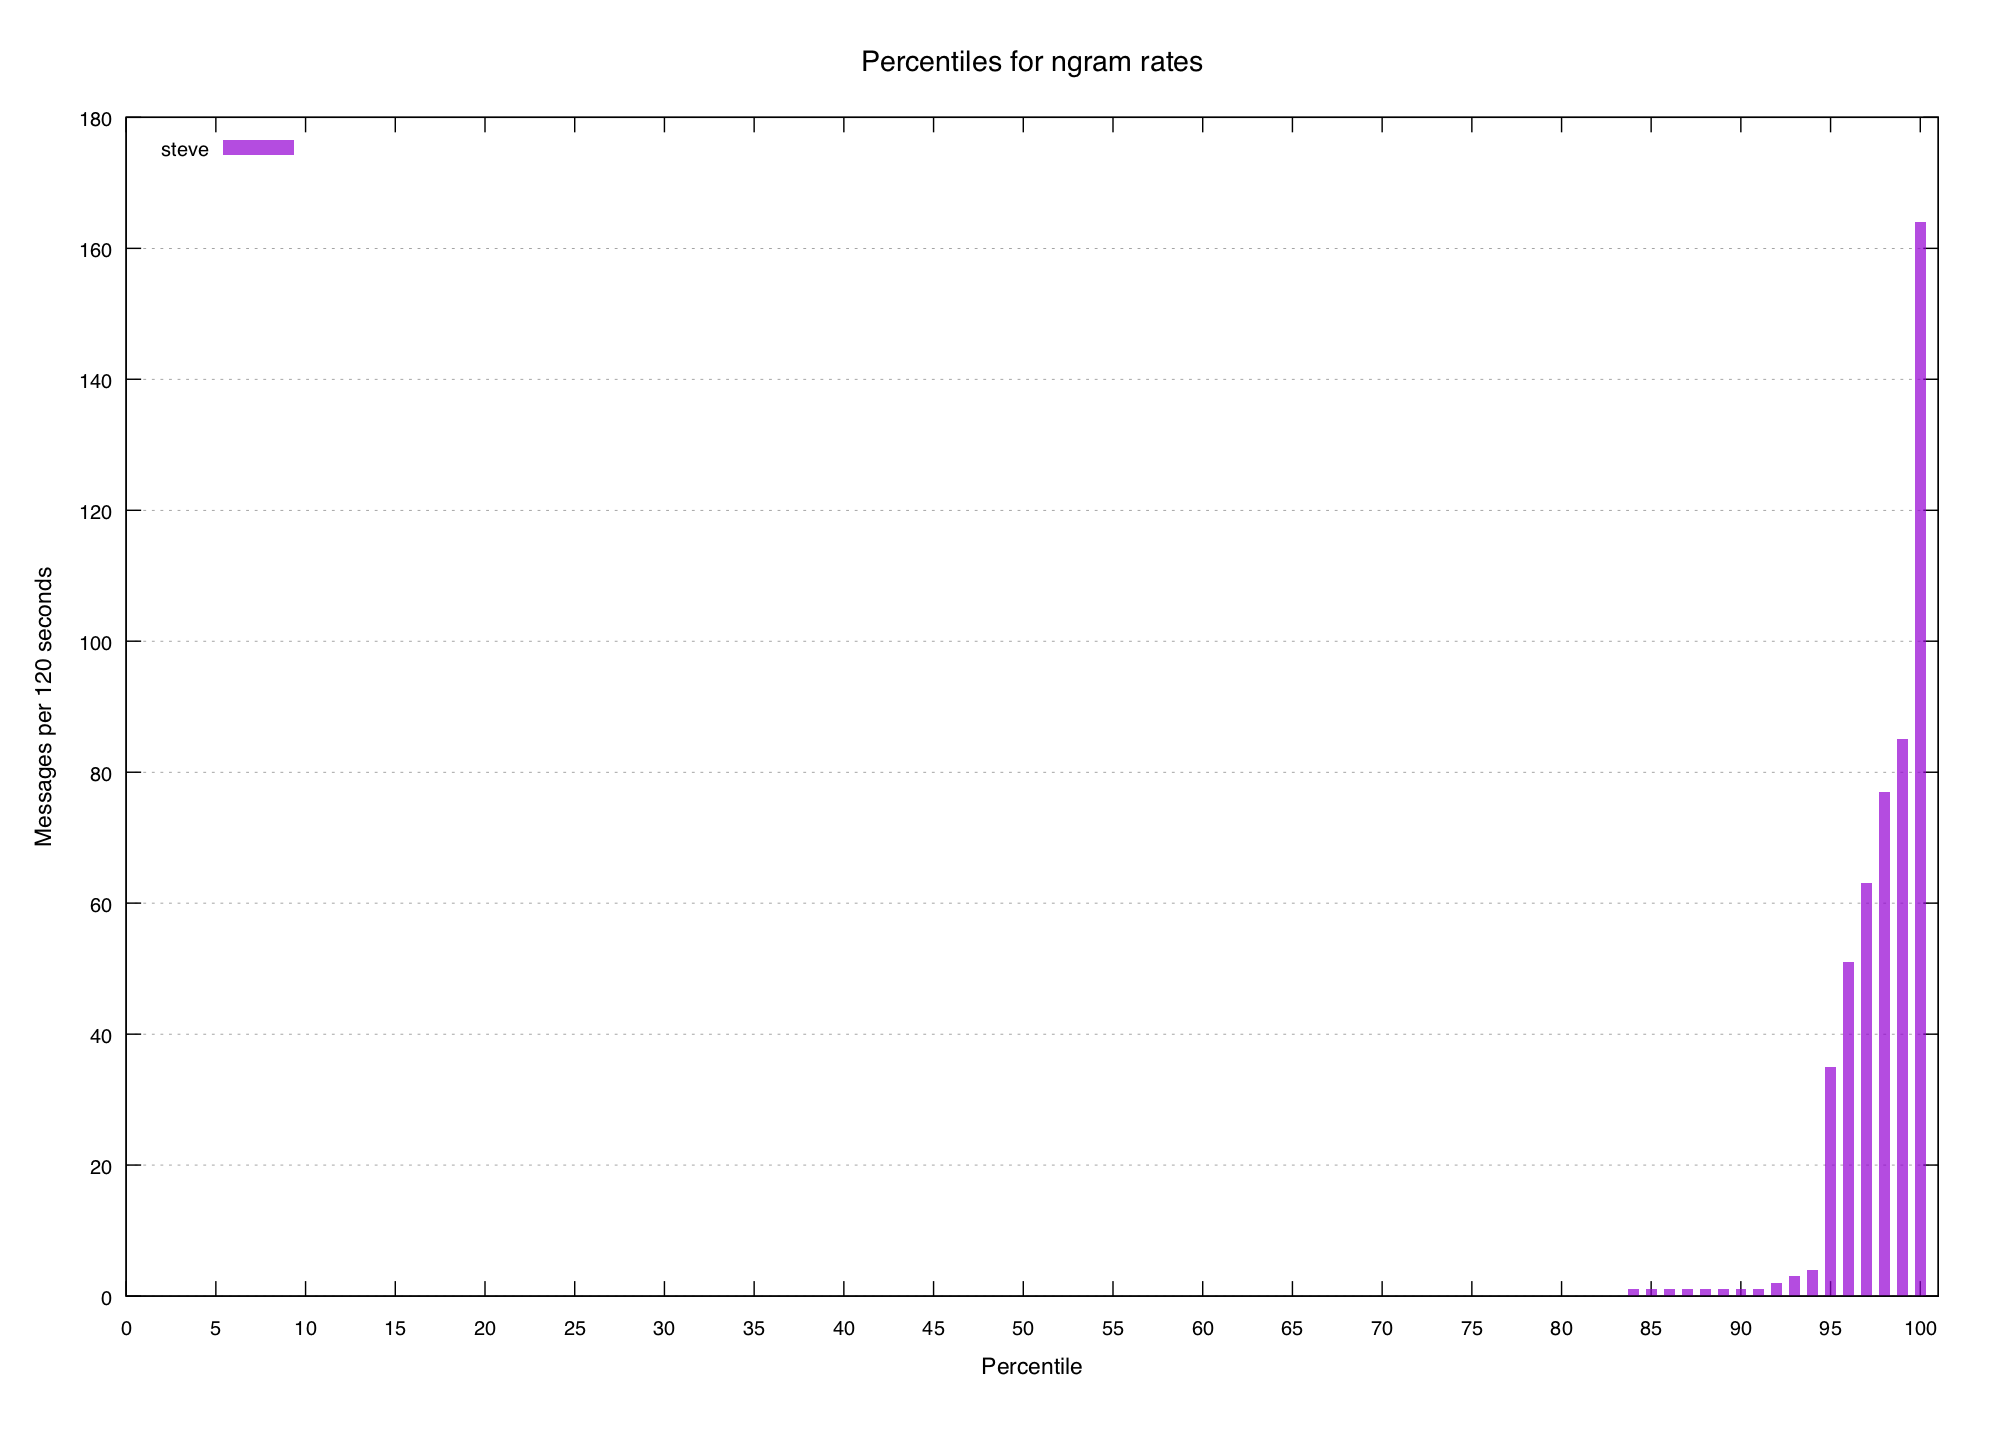 Percentiles for ngram rates
steve
180
160
140
120
100
80
60
40
20
0
Messages per 120 seconds
0 5 10 15 20 25 30 35 40 45 50 55 60 65 70 75 80 85 90 95 100
Percentile